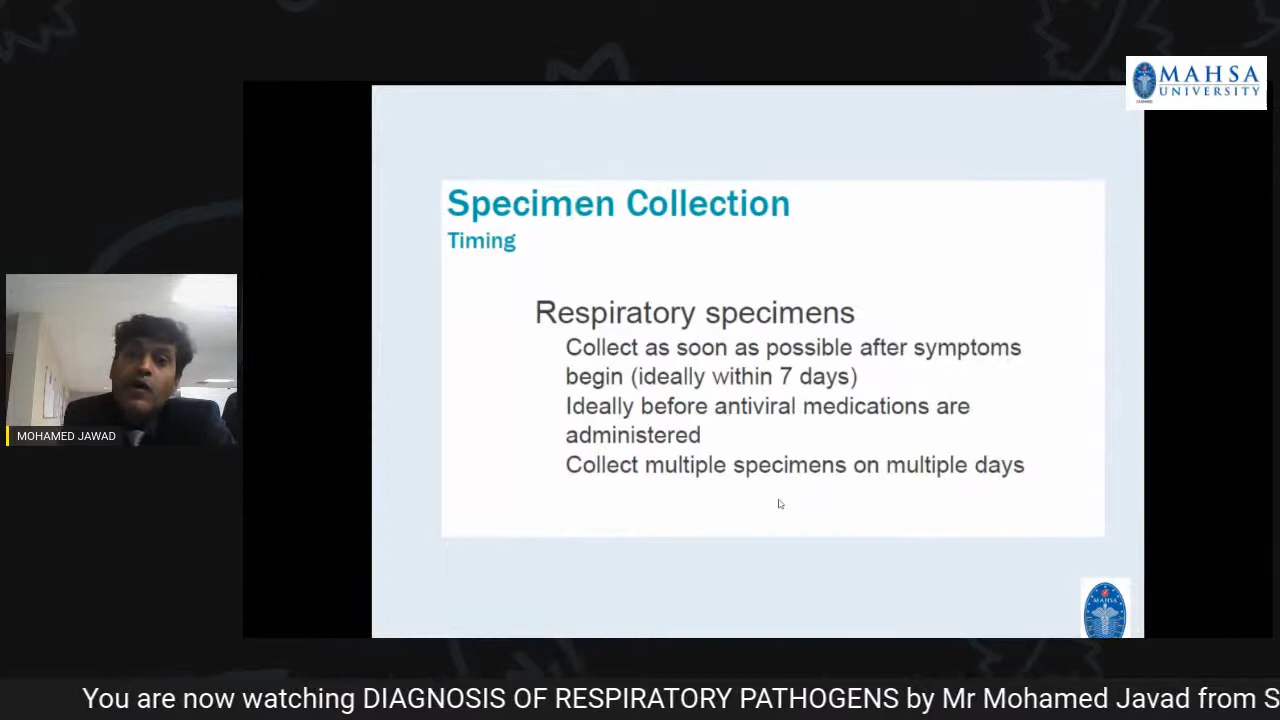 MAHSA
UNIVERSITY
Specimen Collection
Timing
Respiratory specimens
Collect as soon as possible after symptoms
begin (ideally within 7 days)
Ideally before antiviral medications are
administered
Collect multiple specimens on multiple days
MOHAMED JAWAD
MAHSA
You are now watching DIAGNOSIS OF RESPIRATORY PATHOGENS by Mr Mohamed Javad from S